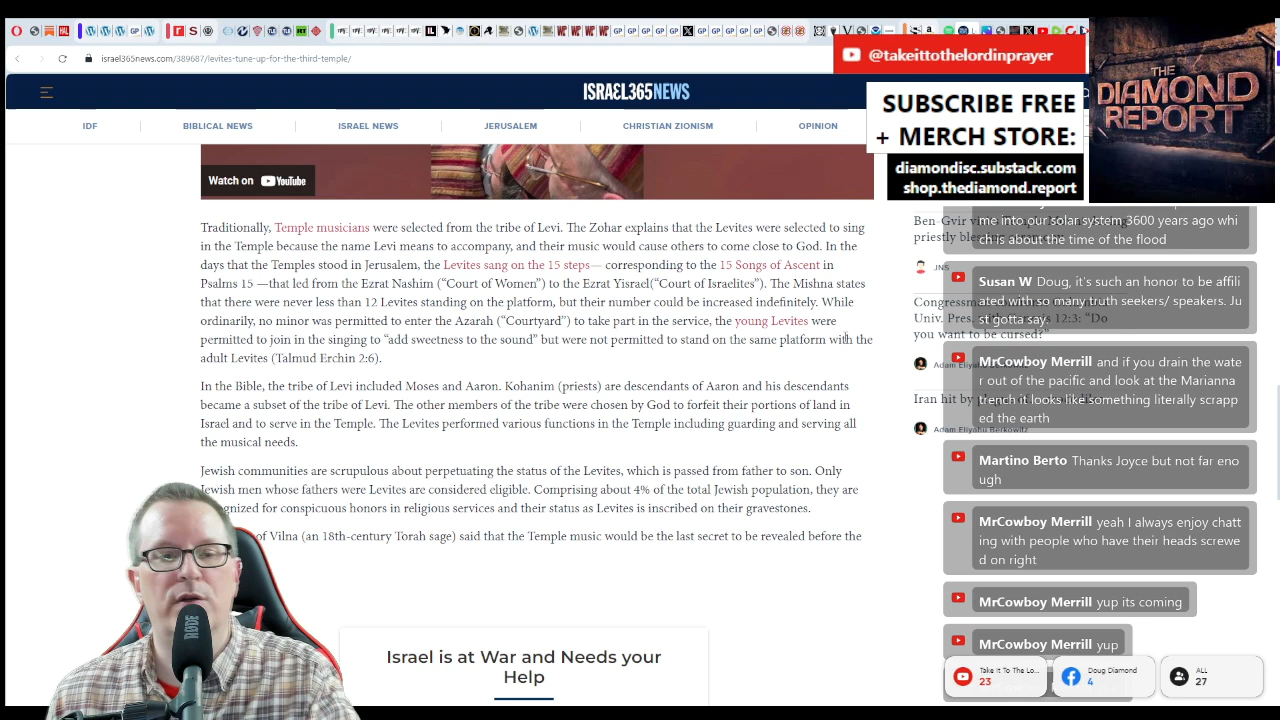 israel365news.com/389687/levites-tune-up-for-the-third-temple/
@takeittothelordinprayer
THE
DIAMOND
REPORT
ISRAEL365NEWS
SUBSCRIBE FREE
+ MERCH STORE:
diamondisc.substack.com
shop.thediamond.report
IDF
BIBLICAL NEWS
ISRAEL NEWS
JERUSALEM
CHRISTIAN ZIONISM
OPINION
Watch on YouTube
Traditionally, Temple musicians were selected from the tribe of Levi. The Zohar explains that the Levites were selected to sing
in the Temple because the name Levi means to accompany, and their music would cause others to come close to God. In the
days that the Temples stood in Jerusalem, the Levites sang on the 15 steps— corresponding to the 15 Songs of Ascent in
Psalms 15 —that led from the Ezrat Nashim (“Court of Women”) to the Ezrat Yisrael(“Court of Israelites”). The Mishna states
that there were never less than 12 Levites standing on the platform, but their number could be increased indefinitely. While
ordinarily, no minor was permitted to enter the Azarah (“Courtyard”) to take part in the service, the young Levites were
permitted to join in the singing to “add sweetness to the sound” but were not permitted to stand on the same platform with the
adult Levites (Talmud Erchin 2:6).
In the Bible, the tribe of Levi included Moses and Aaron. Kohanim (priests) are descendants of Aaron and his descendants
became a subset of the tribe of Levi. The other members of the tribe were chosen by God to forfeit their portions of land in
Israel and to serve in the Temple. The Levites performed various functions in the Temple including guarding and serving all
the musical needs.
Jewish communities are scrupulous about perpetuating the status of the Levites, which is passed from father to son. Only
Jewish men whose fathers were Levites are considered eligible. Comprising about 4% of the total Jewish population, they are
for conspicuous honors in religious services and their status as Levites is inscribed on their gravestones.
of Vilna (an 18th-century Torah sage) said that the Temple music would be the last secret to be revealed before the
Israel is at War and Needs your
Help
Ben-Gvir
priestly
JNS
Congressma
Univ. Pres. 12:3: “Do
you want to be cursed?”
Adam Eliyahu Berkowitz
Iran hit by
Adam Eliyahu Berkowitz
me into our solar system 3600 years ago whi
ch is about the time of the flood
Susan W Doug, it's such an honor to be affili
ated with so many truth seekers/ speakers. Ju
st gotta say.
MrCowboy Merrill and if you drain the wate
r out of the pacific and look at the Marianna
trench it looks like something literally scrapp
ed the earth
Martino Berto Thanks Joyce but not far eno
ugh
MrCowboy Merrill yeah I always enjoy chatt
ing with people who have their heads screwe
d on right
MrCowboy Merrill yup its coming
MrCowboy Merrill yup
Take It To The Lo...
23
Doug Diamond
4
ALL
27
RØDE